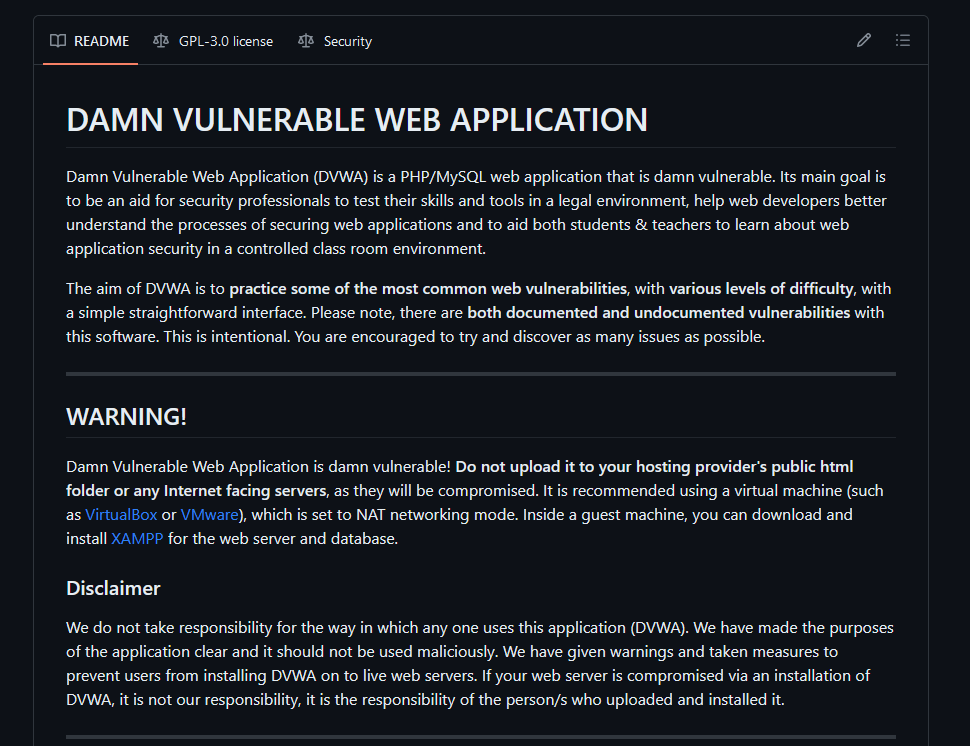 README GPL-3.0 license Security
DAMN VULNERABLE WEB APPLICATION
Damn Vulnerable Web Application (DVWA) is a PHP/MySQL web application that is damn vulnerable. Its main goal is
to be an aid for security professionals to test their skills and tools in a legal environment, help web developers better
understand the processes of securing web applications and to aid both students & teachers to learn about web
application security in a controlled class room environment.
The aim of DVWA is to practice some of the most common web vulnerabilities, with various levels of difficulty, with
a simple straightforward interface. Please note, there are both documented and undocumented vulnerabilities with
this software. This is intentional. You are encouraged to try and discover as many issues as possible.
WARNING!
Damn Vulnerable Web Application is damn vulnerable! Do not upload it to your hosting provider's public html
folder or any Internet facing servers, as they will be compromised. It is recommended using a virtual machine (such
as VirtualBox or VMware), which is set to NAT networking mode. Inside a guest machine, you can download and
install XAMPP for the web server and database.
Disclaimer
We do not take responsibility for the way in which any one uses this application (DVWA). We have made the purposes
of the application clear and it should not be used maliciously. We have given warnings and taken measures to
prevent users from installing DVWA on to live web servers. If your web server is compromised via an installation of
DVWA, it is not our responsibility, it is the responsibility of the person/s who uploaded and installed it.